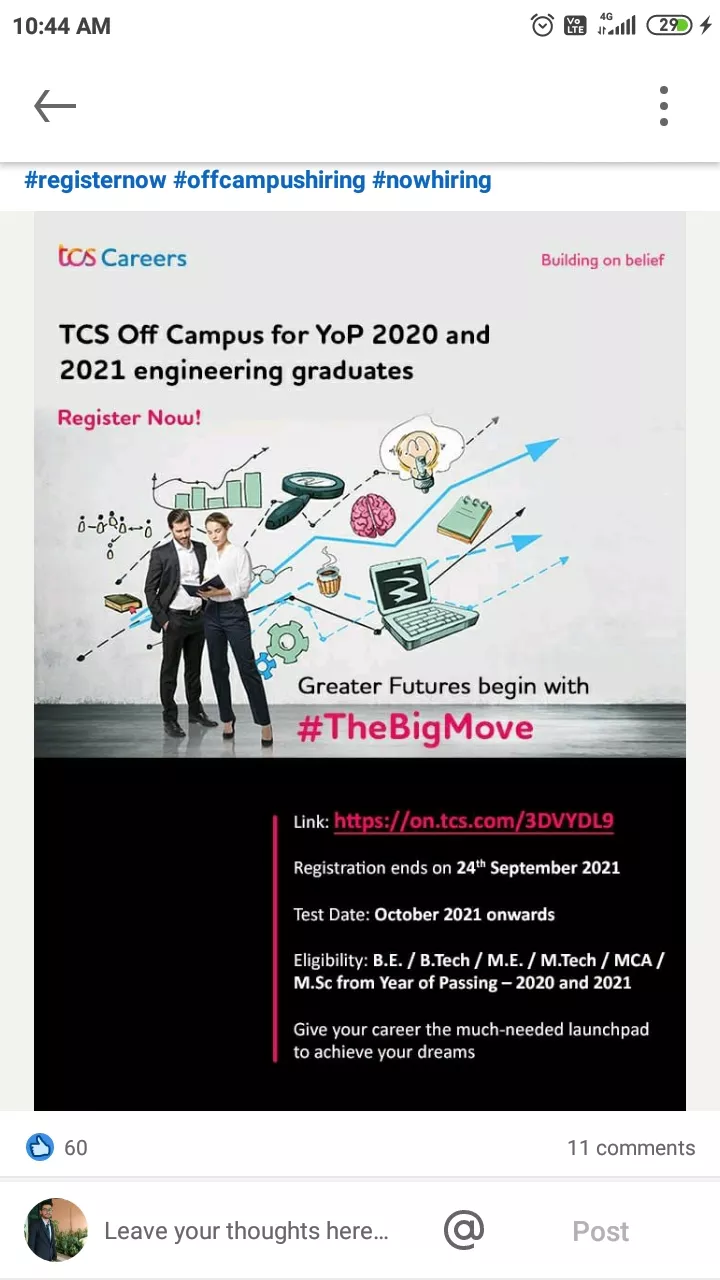 10:44 AM
Vo LTE
4G
29
#registernow #offcampushiring #nowhiring
tcs Careers
Building on belief
TCS Off Campus for YoP 2020 and
2021 engineering graduates
Register Now!
Greater Futures begin with
#TheBigMove
Link: https://on.tcs.com/3DVYDL9
Registration ends on 24th September 2021
Test Date: October 2021 onwards
Eligibility: B.E. / B.Tech / M.E. / M.Tech / MCA /
M.Sc from Year of Passing – 2020 and 2021
Give your career the much-needed launchpad
to achieve your dreams
60
11 comments
Leave your thoughts here...
@
Post